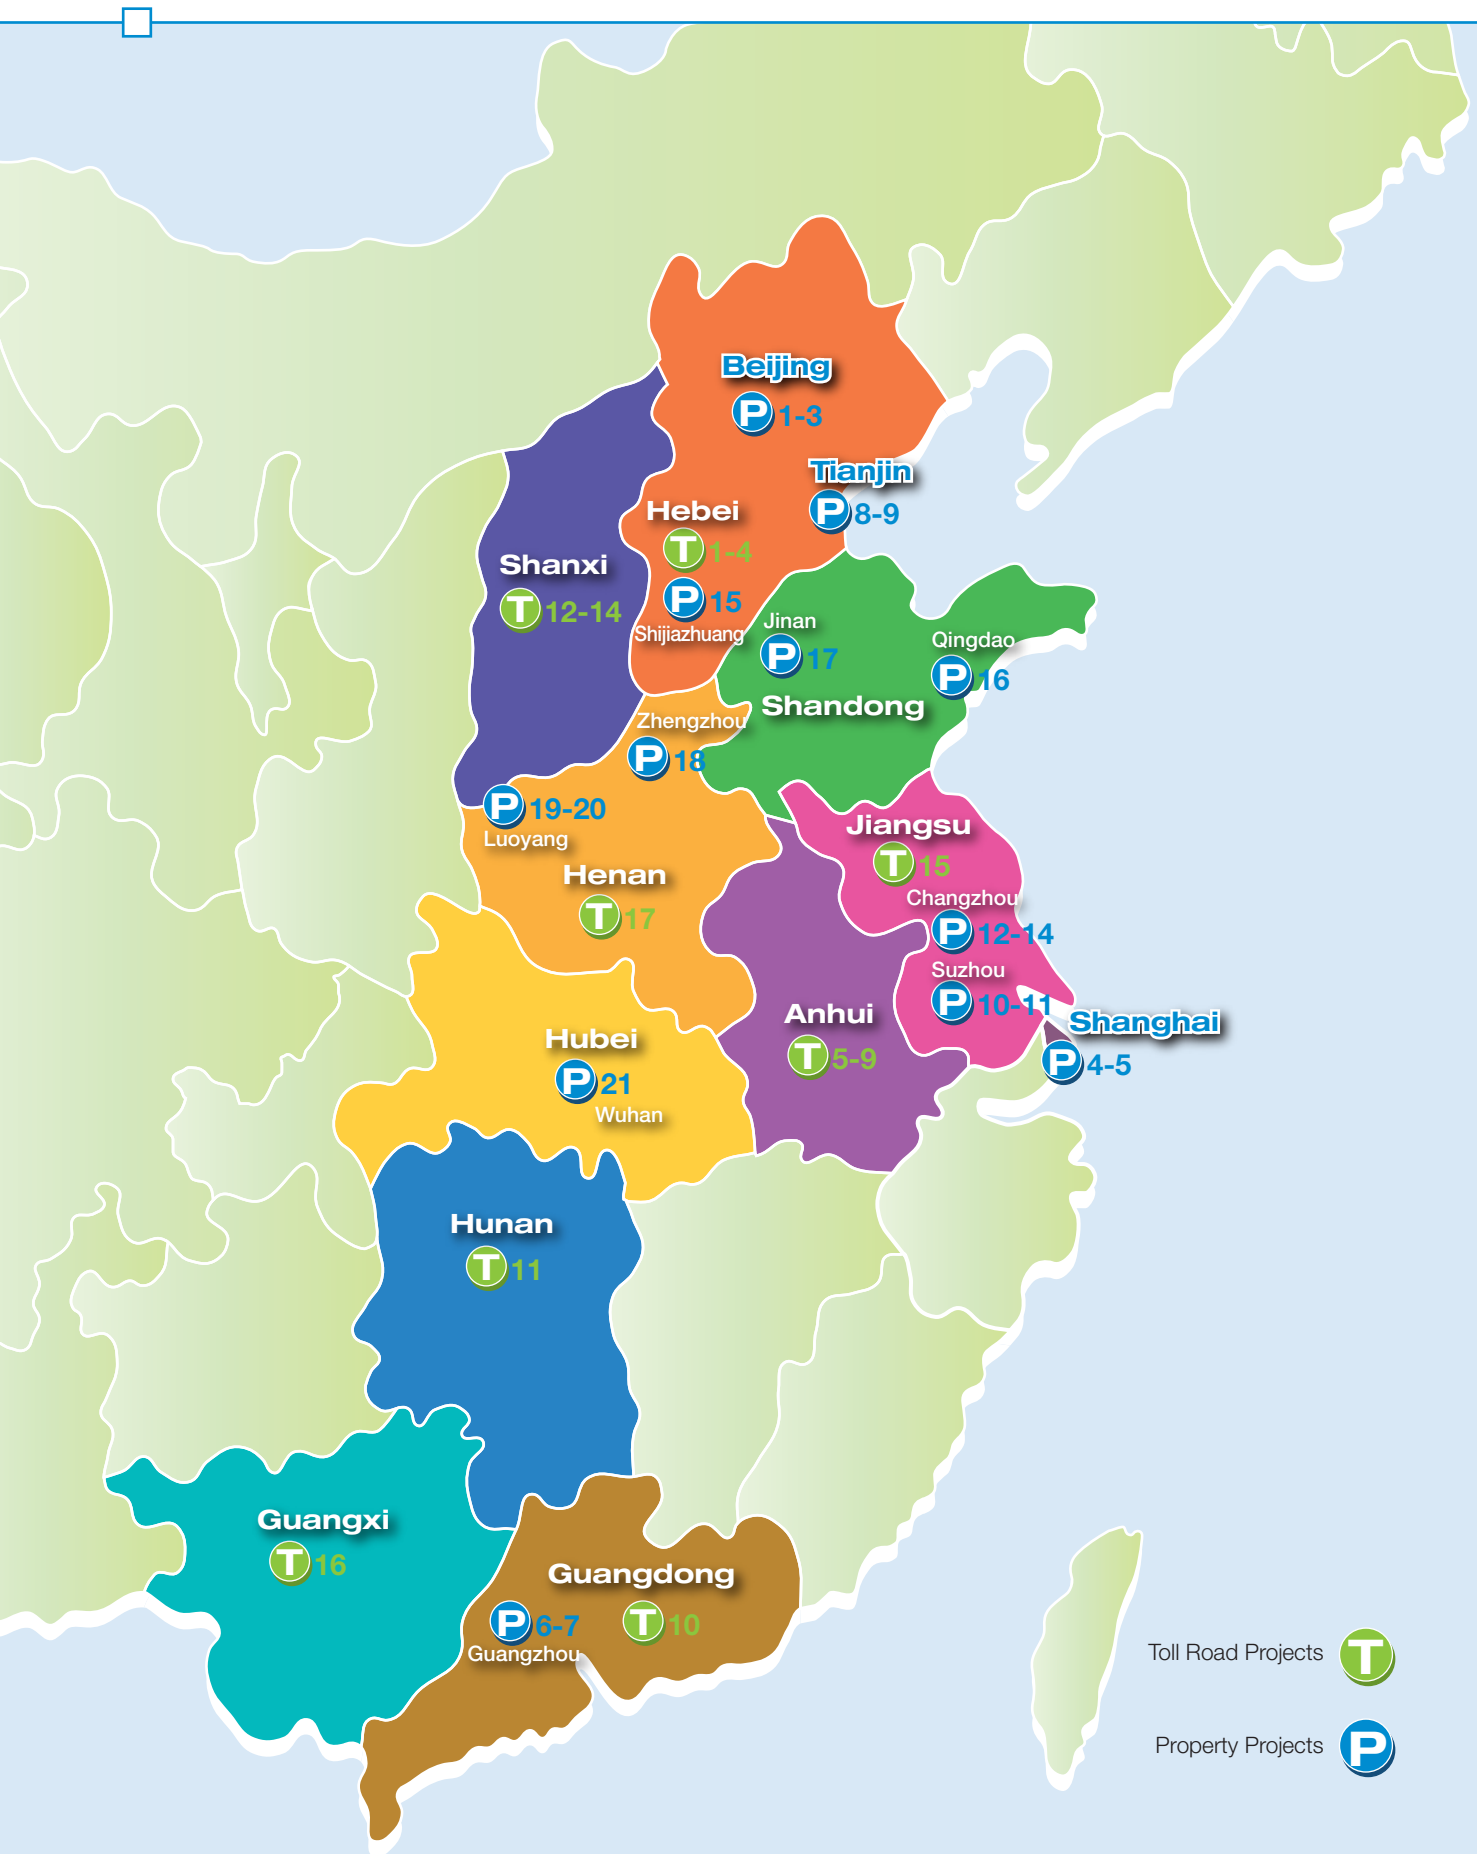 Beijing
P 1-3
Tianjin
P 8-9
Hebei
T 1-4
P 15
Shijiazhuang
Shanxi
T 12-14
Jinan
P 17
Qingdao
P 16
Shandong
Zhengzhou
P 18
P 19-20
Luoyang
Henan
T 17
Jiangsu
T 15
Changzhou
P 12-14
Suzhou
P 10-11
Shanghai
P 4-5
Anhui
T 5-9
Hubei
P 21
Wuhan
Hunan
T 11
Guangxi
T 16
Guangdong
P 6-7
Guangzhou
T 10
Toll Road Projects T
Property Projects P